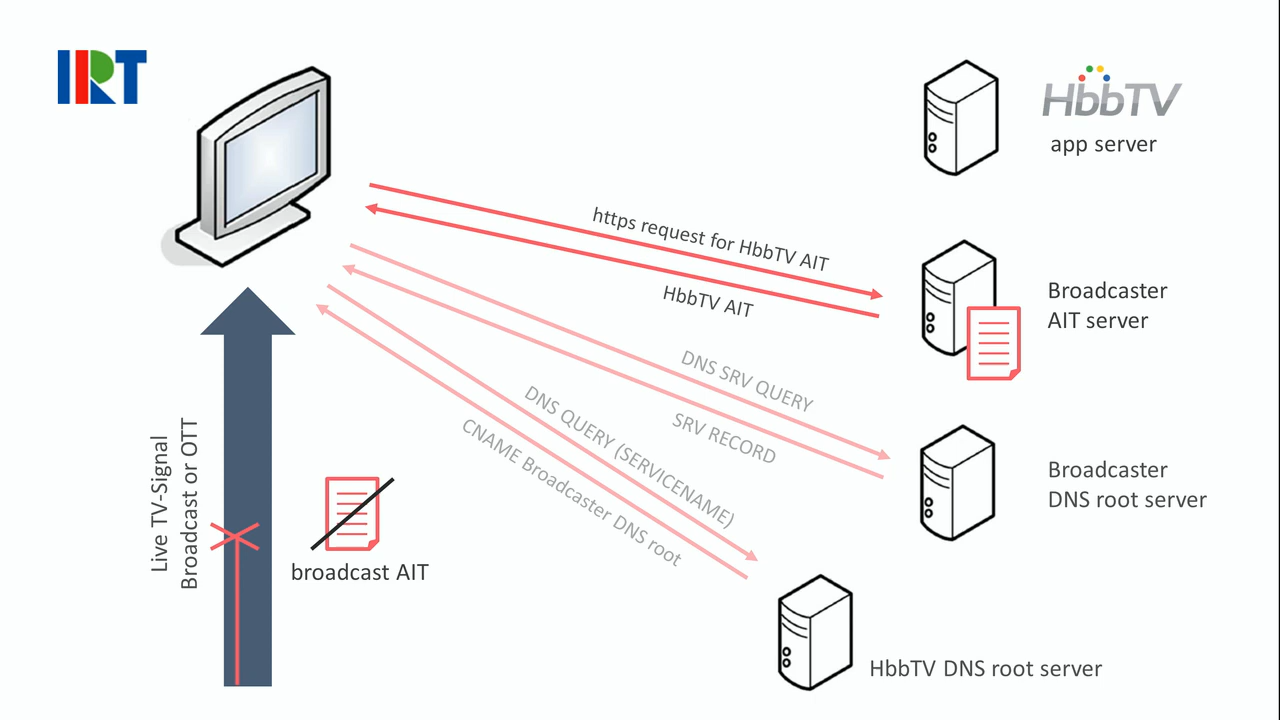 IRT
HbbTV
app server
https request for HbbTV AIT
HbbTV AIT
Broadcaster
AIT server
DNS SRV QUERY
SRV RECORD
DNS QUERY (SERVICENAME)
CNAME Broadcaster DNS root
Broadcaster
DNS root server
Live TV-Signal
Broadcast or OTT
broadcast AIT
HbbTV DNS root server